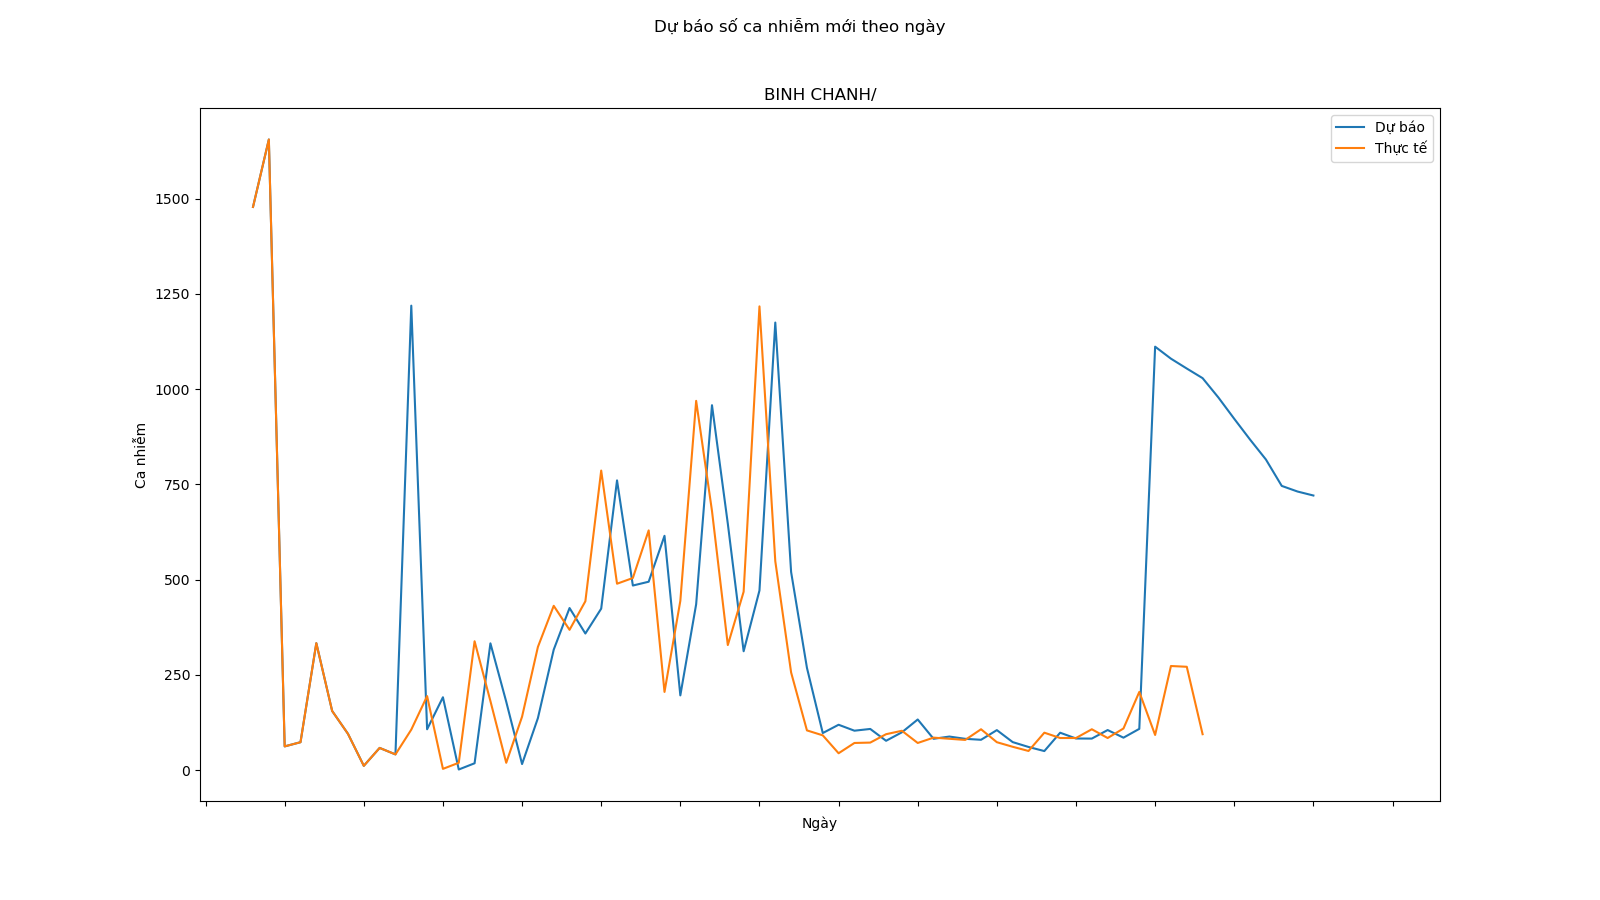 Dự báo số ca nhiễm mới theo ngày
BINH CHANH/
Dự báo
Thực tế
1500
1250
1000
750
500
250
0
Ca nhiễm
Ngày